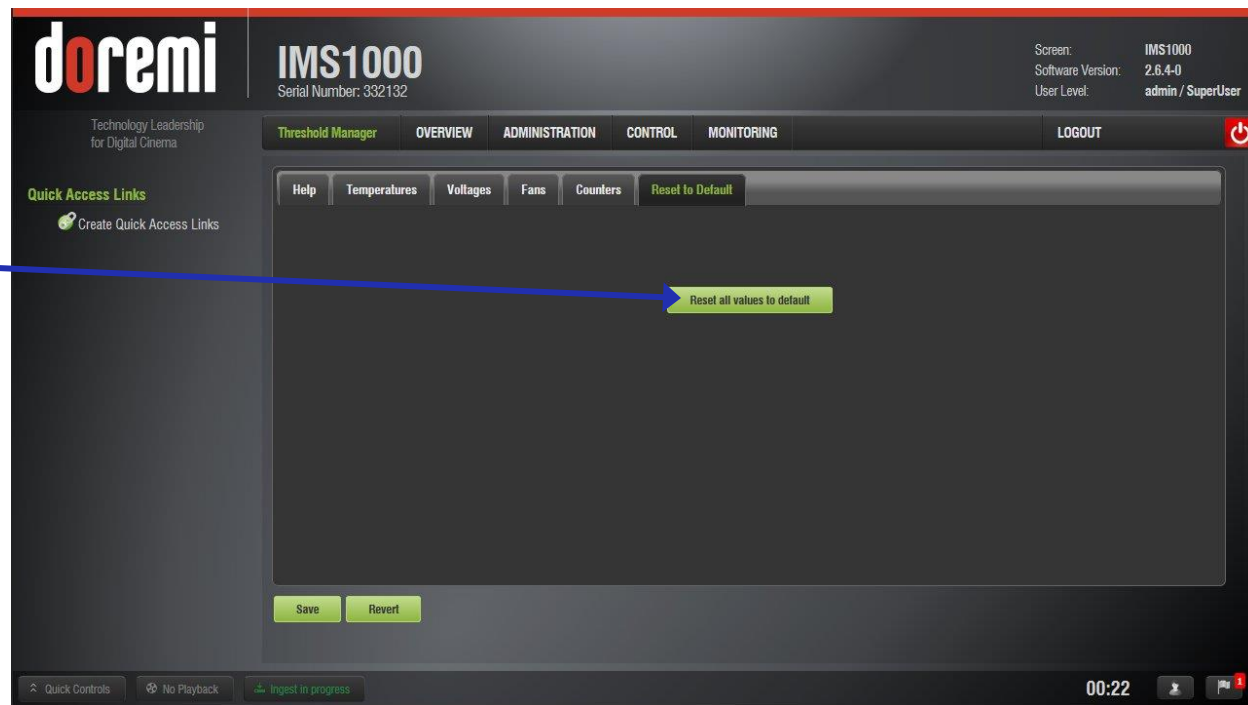 doremi
Technology Leadership
for Digital Cinema
IMS1000
Serial Number: 332132
Screen: IMS1000
Software Version: 2.6.4-0
User Level: admin / SuperUser
Threshold Manager OVERVIEW ADMINISTRATION CONTROL MONITORING LOGOUT
Quick Access Links
Create Quick Access Links
Help Temperatures Voltages Fans Counters Reset to Default
Reset all values to default
Save Revert
Quick Controls No Playback Ingest in progress 00:22 1